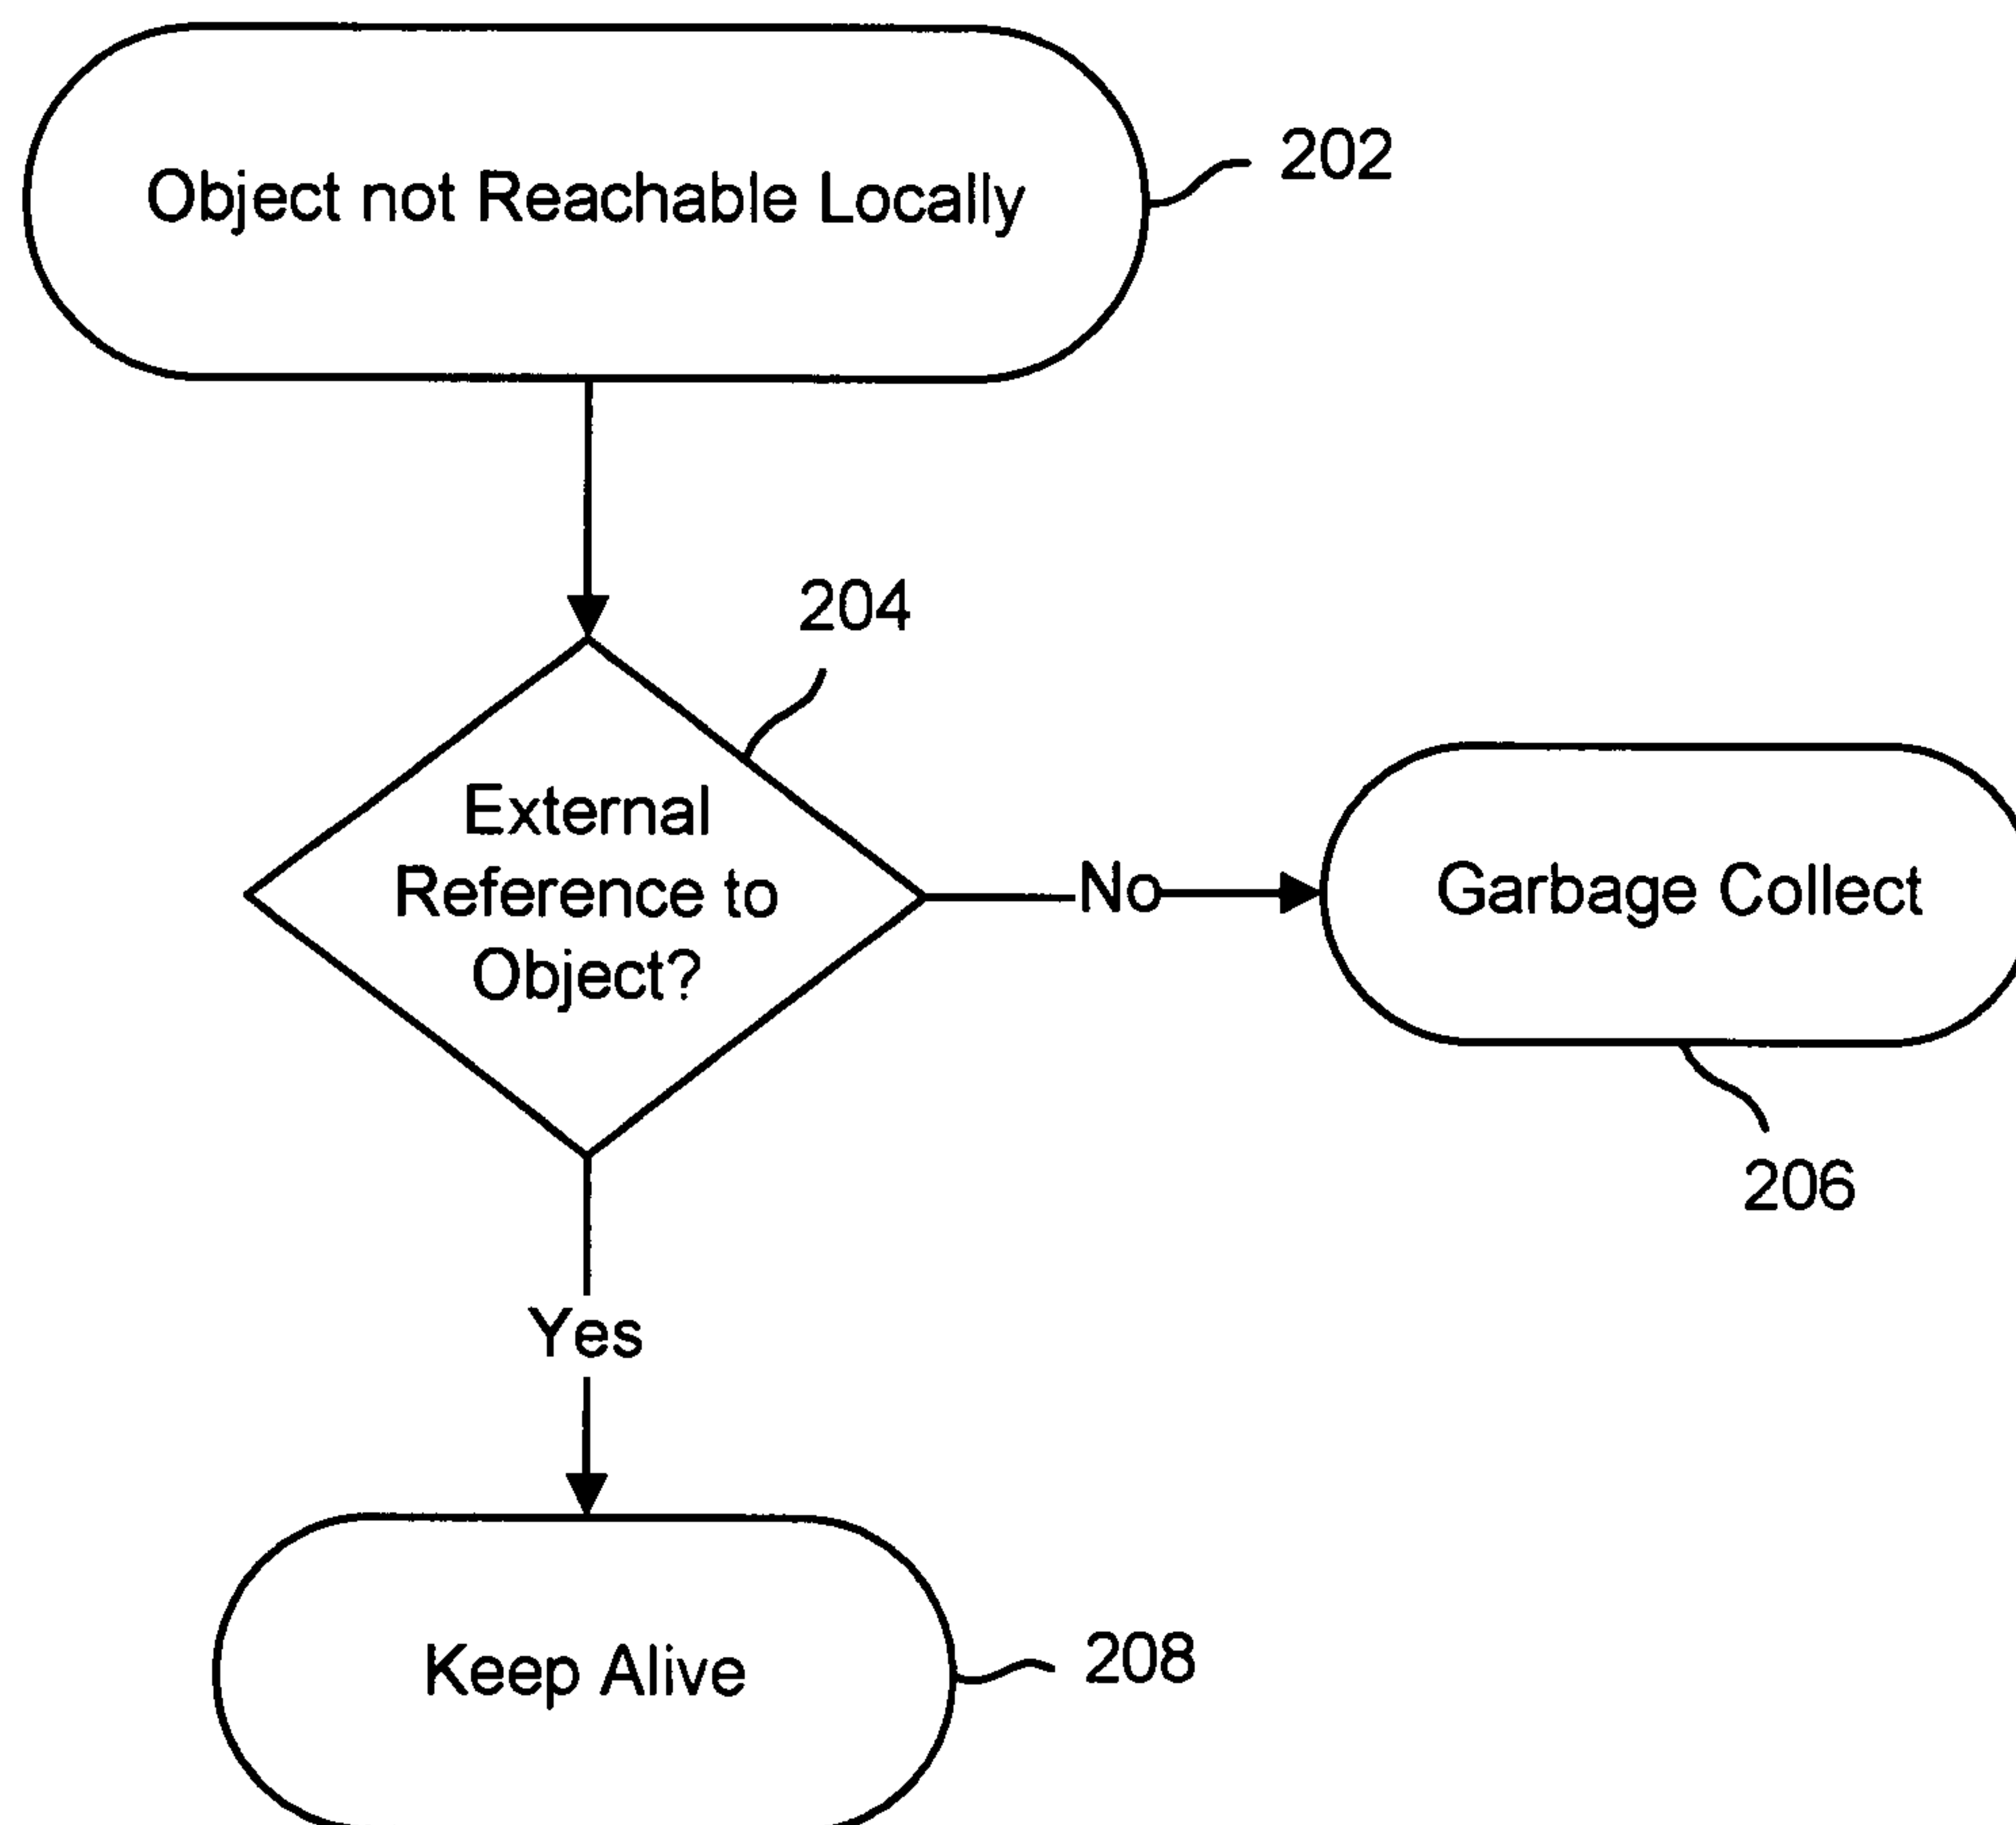 Object not Reachable Locally
202
204
External
Reference to
Object?
No
Garbage Collect
206
Yes
Keep Alive
208